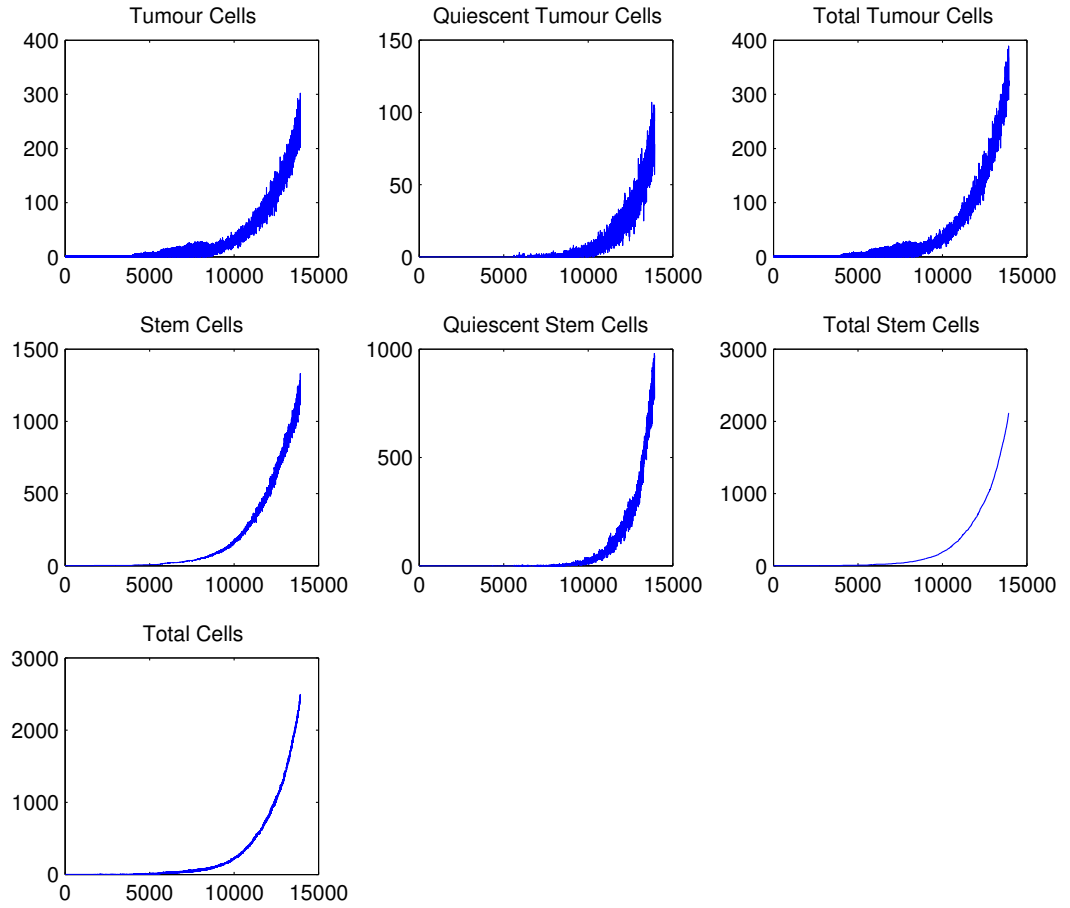 Tumour Cells
400
300
200
100
0
0 5000 10000 15000
Quiescent Tumour Cells
150
100
50
0
0 5000 10000 15000
Total Tumour Cells
400
300
200
100
0
0 5000 10000 15000
Stem Cells
1500
1000
500
0
0 5000 10000 15000
Quiescent Stem Cells
1000
500
0
0 5000 10000 15000
Total Stem Cells
3000
2000
1000
0
0 5000 10000 15000
Total Cells
3000
2000
1000
0
0 5000 10000 15000